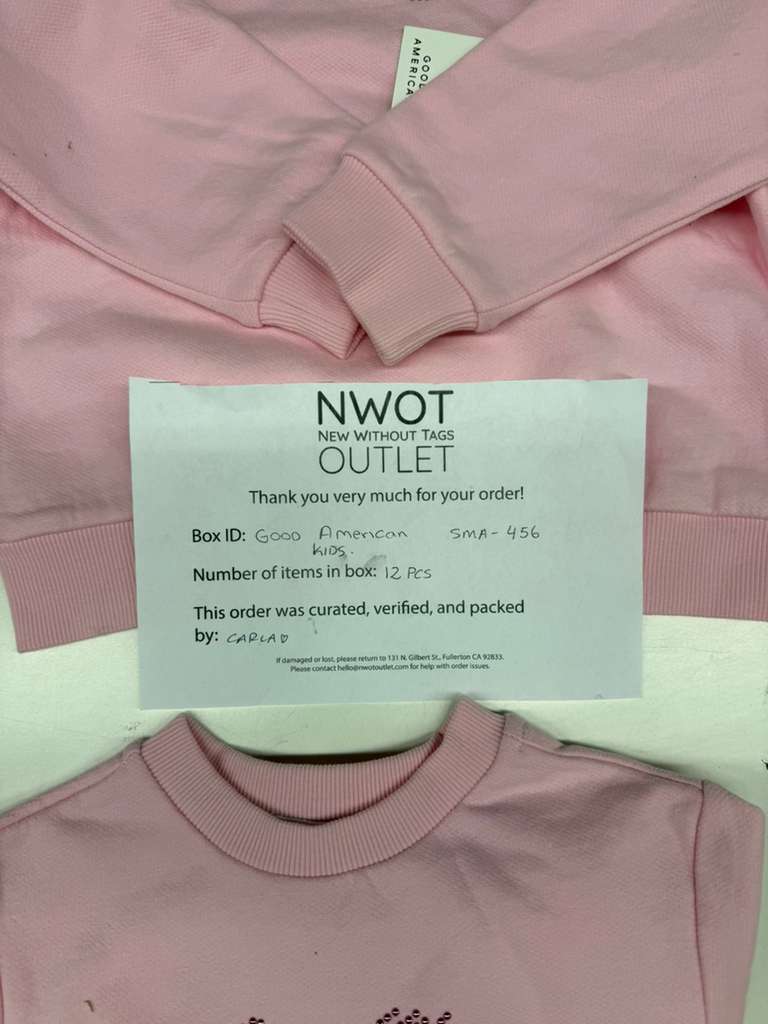 GOOD
AMERICA
NWOT
NEW WITHOUT TAGS
OUTLET
Thank you very much for your order!
Box ID: GOOD American SMA-456
KIDS.
Number of items in box: 12 PCS
This order was curated, verified, and packed
by: CARLA♡
If damaged or lost, please return to 131 N. Gilbert St., Fullerton CA 92833.
Please contact hello@nwotoutlet.com for help with order issues.